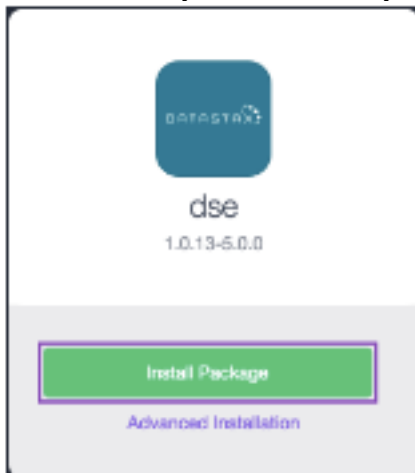 DATASTAX
dse
1.0.13-5.0.0
Install Package
Advanced Installation